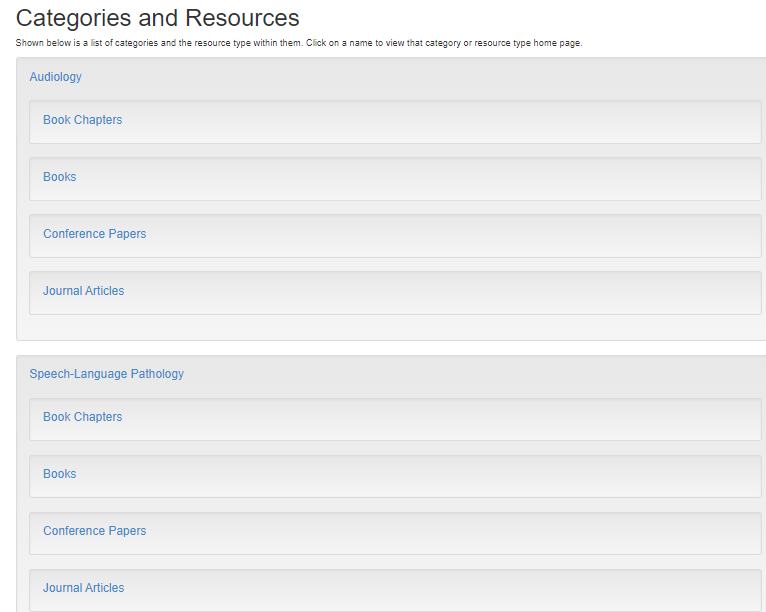 Categories and Resources
Shown below is a list of categories and the resource type within them. Click on a name to view that category or resource type home page.
Audiology
Book Chapters
Books
Conference Papers
Journal Articles
Speech-Language Pathology
Book Chapters
Books
Conference Papers
Journal Articles